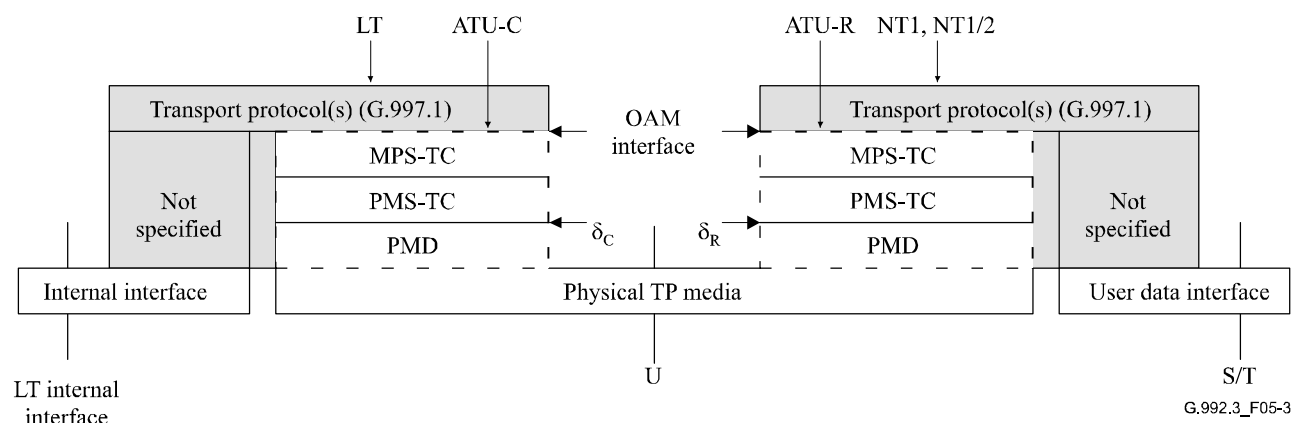 LT
ATU-C
ATU-R
NT1, NT1/2
Transport protocol(s) (G.997.1)
OAM
interface
Transport protocol(s) (G.997.1)
MPS-TC
MPS-TC
Not
specified
PMS-TC
PMS-TC
Not
specified
δC
δR
PMD
PMD
Internal interface
Physical TP media
User data interface
LT internal
interface
U
S/T
G.992.3_F05-3